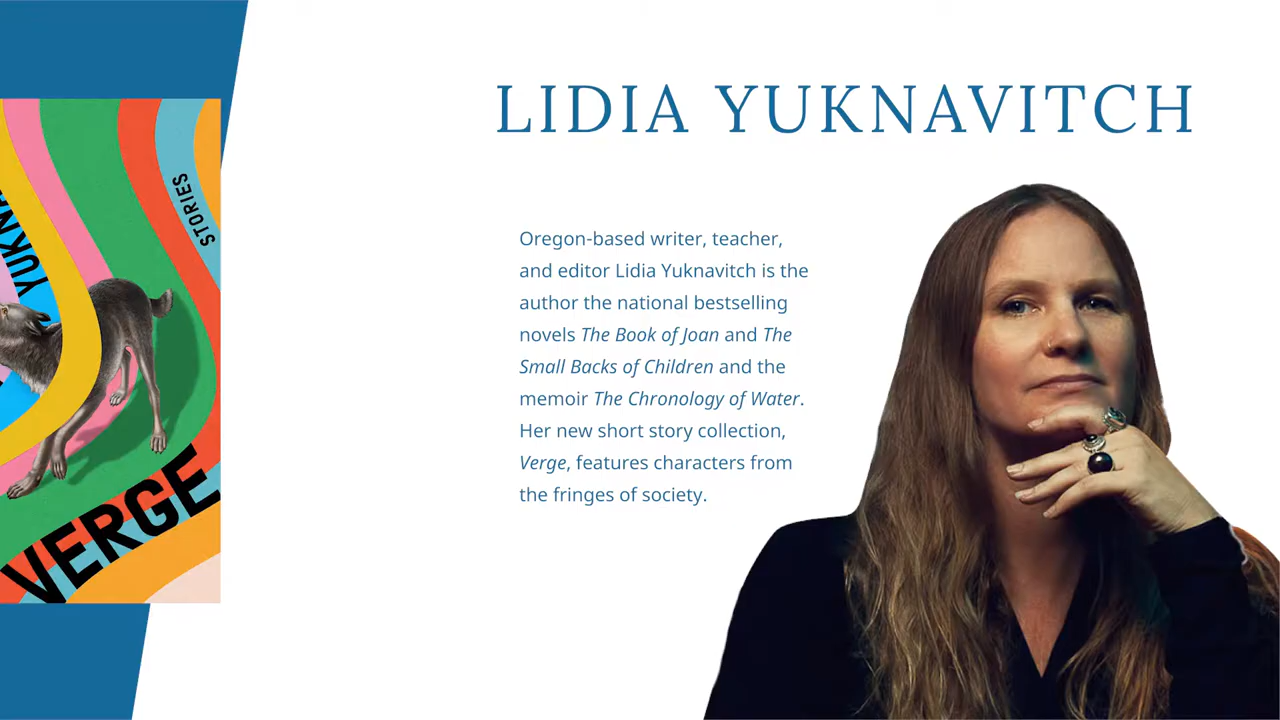 LIDIA YUKNAVITCH
Oregon-based writer, teacher,
and editor Lidia Yuknavitch is the
author the national bestselling
novels The Book of Joan and The
Small Backs of Children and the
memoir The Chronology of Water.
Her new short story collection,
Verge, features characters from
the fringes of society.
STORIES
VERGE